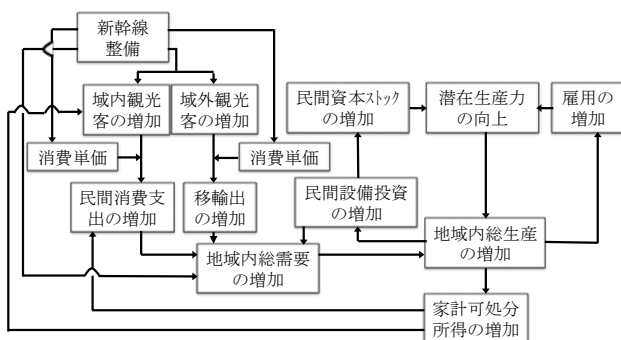 新幹線
整備
域内観光
客の増加
域外観光
客の増加
民間資本ｽﾄｯｸ
の増加
潜在生産力
の向上
雇用の
増加
消費単価
消費単価
民間消費支
出の増加
移輸出
の増加
民間設備投資
の増加
地域内総需要
の増加
地域内総生産
の増加
家計可処分
所得の増加